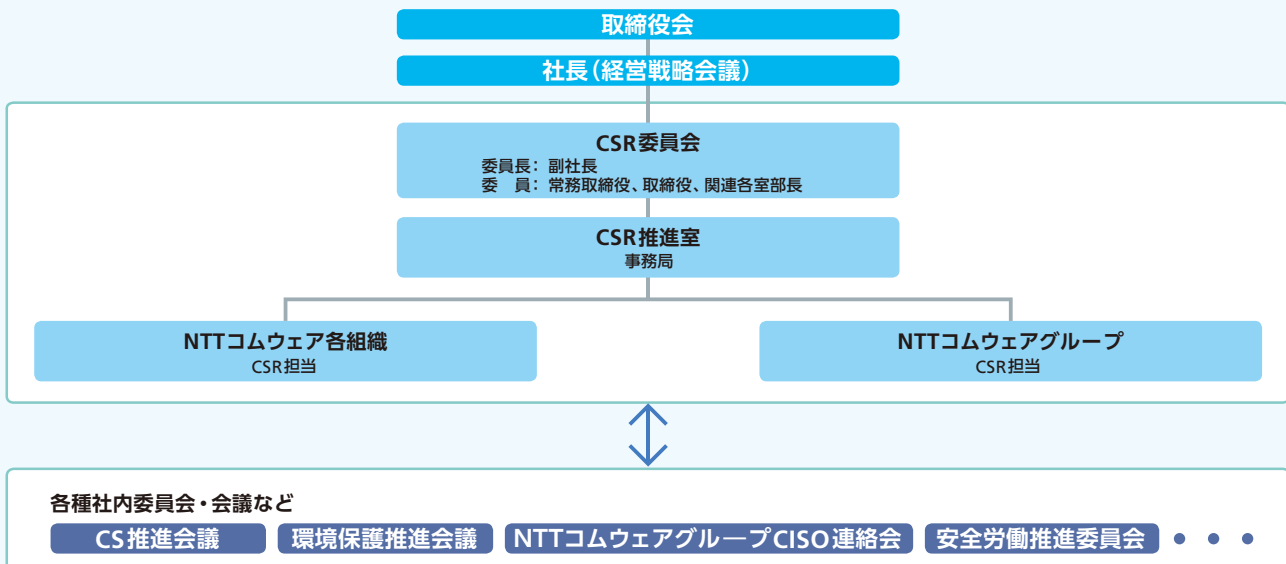 取締役会
社長（経営戦略会議）
CSR委員会
委員長： 副社長
委　員： 常務取締役、取締役、関連各室部長
CSR推進室
事務局
NTTコムウェア各組織
CSR担当
NTTコムウェアグループ
CSR担当
各種社内委員会・会議など
CS推進会議
環境保護推進会議
NTTコムウェアグループCISO連絡会
安全労働推進委員会
• • •